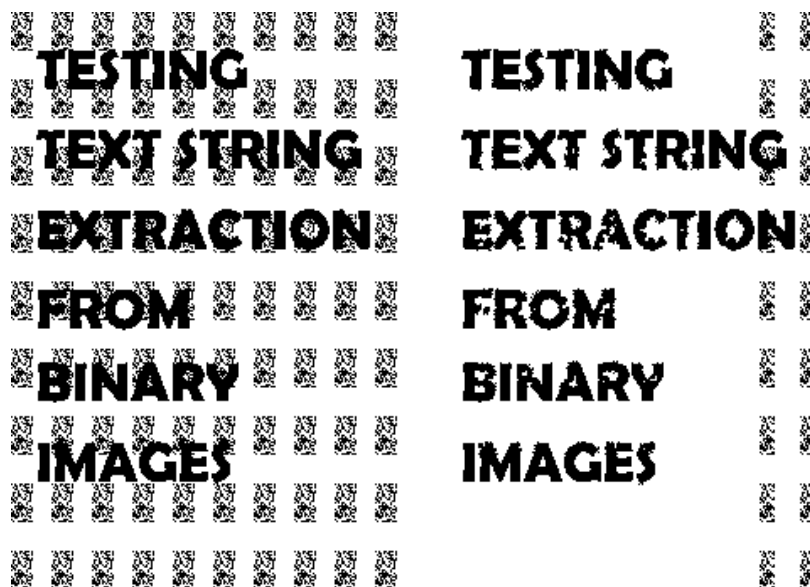 TESTING TESTING
TEXT STRING TEXT STRING
EXTRACTION EXTRACTION
FROM FROM
BINARY BINARY
IMAGES IMAGES